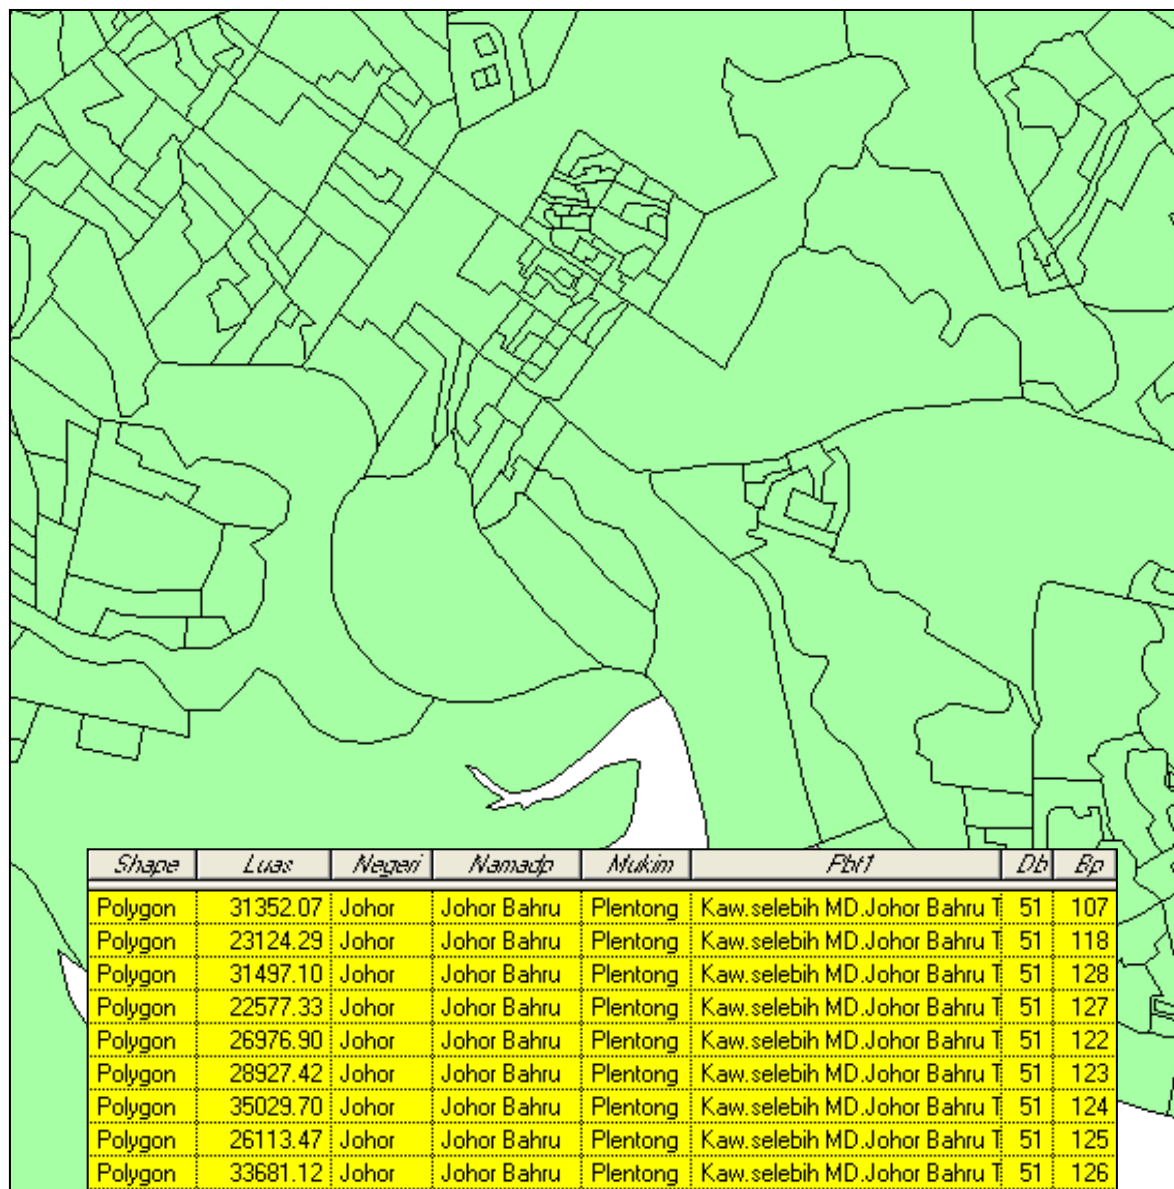 Shape Luas Negeri Namadp Mukim Pbt1 Db Bp
Polygon 31352.07 Johor Johor Bahru Plentong Kaw.selebih MD.Johor Bahru T 51 107
Polygon 23124.29 Johor Johor Bahru Plentong Kaw.selebih MD.Johor Bahru T 51 118
Polygon 31497.10 Johor Johor Bahru Plentong Kaw.selebih MD.Johor Bahru T 51 128
Polygon 22577.33 Johor Johor Bahru Plentong Kaw.selebih MD.Johor Bahru T 51 127
Polygon 26976.90 Johor Johor Bahru Plentong Kaw.selebih MD.Johor Bahru T 51 122
Polygon 28927.42 Johor Johor Bahru Plentong Kaw.selebih MD.Johor Bahru T 51 123
Polygon 35029.70 Johor Johor Bahru Plentong Kaw.selebih MD.Johor Bahru T 51 124
Polygon 26113.47 Johor Johor Bahru Plentong Kaw.selebih MD.Johor Bahru T 51 125
Polygon 33681.12 Johor Johor Bahru Plentong Kaw.selebih MD.Johor Bahru T 51 126